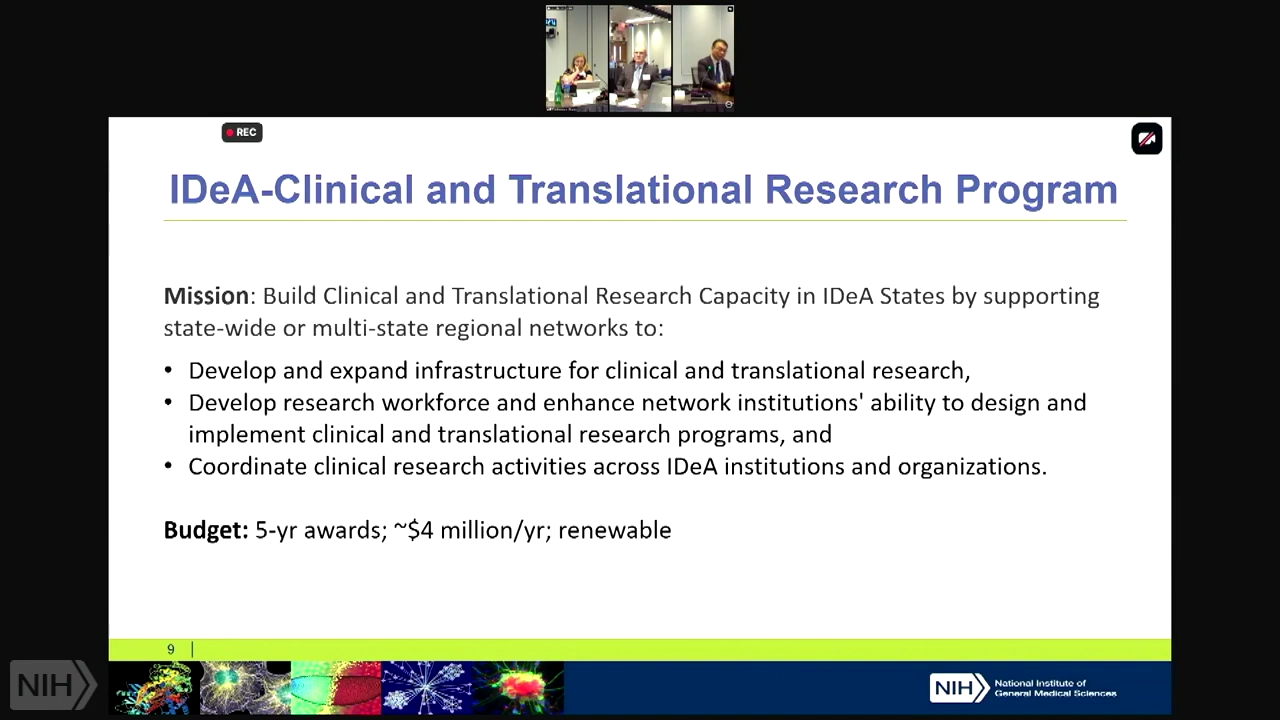 REC
IDeA-Clinical and Translational Research Program
Mission: Build Clinical and Translational Research Capacity in IDeA States by supporting
state-wide or multi-state regional networks to:
• Develop and expand infrastructure for clinical and translational research,
• Develop research workforce and enhance network institutions' ability to design and
implement clinical and translational research programs, and
• Coordinate clinical research activities across IDeA institutions and organizations.
Budget: 5-yr awards; ~$4 million/yr; renewable
9
NIH
NIH
National Institute of
General Medical Sciences